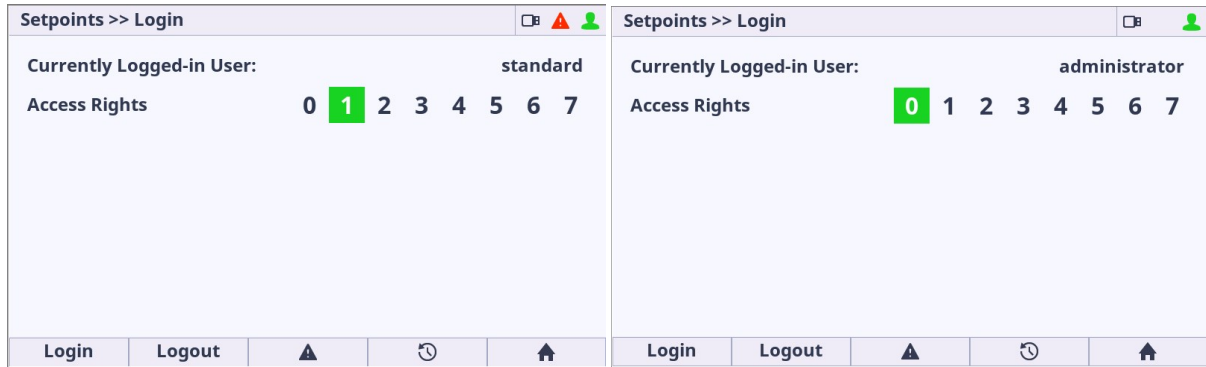 Setpoints >> Login
Currently Logged-in User: standard
Access Rights 0 1 2 3 4 5 6 7
Login Logout
Setpoints >> Login
Currently Logged-in User: administrator
Access Rights 0 1 2 3 4 5 6 7
Login Logout